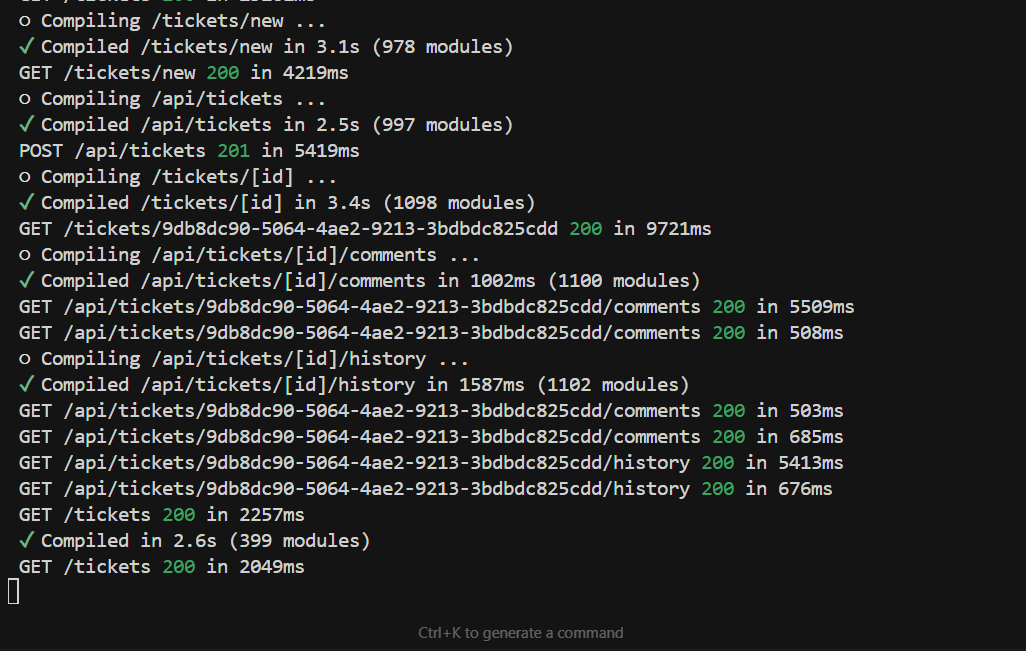 ○ Compiling /tickets/new ...
✓ Compiled /tickets/new in 3.1s (978 modules)
GET /tickets/new 200 in 4219ms
○ Compiling /api/tickets ...
✓ Compiled /api/tickets in 2.5s (997 modules)
POST /api/tickets 201 in 5419ms
○ Compiling /tickets/[id] ...
✓ Compiled /tickets/[id] in 3.4s (1098 modules)
GET /tickets/9db8dc90-5064-4ae2-9213-3bdbdc825cdd 200 in 9721ms
○ Compiling /api/tickets/[id]/comments ...
✓ Compiled /api/tickets/[id]/comments in 1002ms (1100 modules)
GET /api/tickets/9db8dc90-5064-4ae2-9213-3bdbdc825cdd/comments 200 in 5509ms
GET /api/tickets/9db8dc90-5064-4ae2-9213-3bdbdc825cdd/comments 200 in 508ms
○ Compiling /api/tickets/[id]/history ...
✓ Compiled /api/tickets/[id]/history in 1587ms (1102 modules)
GET /api/tickets/9db8dc90-5064-4ae2-9213-3bdbdc825cdd/comments 200 in 503ms
GET /api/tickets/9db8dc90-5064-4ae2-9213-3bdbdc825cdd/comments 200 in 685ms
GET /api/tickets/9db8dc90-5064-4ae2-9213-3bdbdc825cdd/history 200 in 5413ms
GET /api/tickets/9db8dc90-5064-4ae2-9213-3bdbdc825cdd/history 200 in 676ms
GET /tickets 200 in 2257ms
✓ Compiled in 2.6s (399 modules)
GET /tickets 200 in 2049ms
Ctrl+K to generate a command